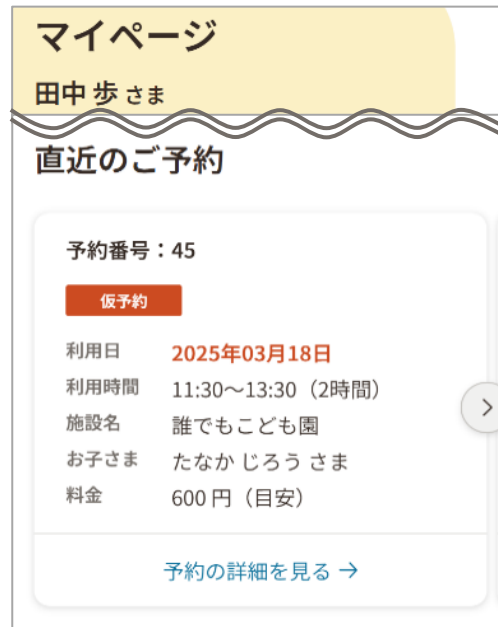 マイページ
田中 歩 さま
直近のご予約
予約番号：45
仮予約
利用日 2025年03月18日
利用時間 11:30～13:30（2時間）
施設名 誰でもこども園
お子さま たなか じろう さま
料金 600 円（目安）
予約の詳細を見る →